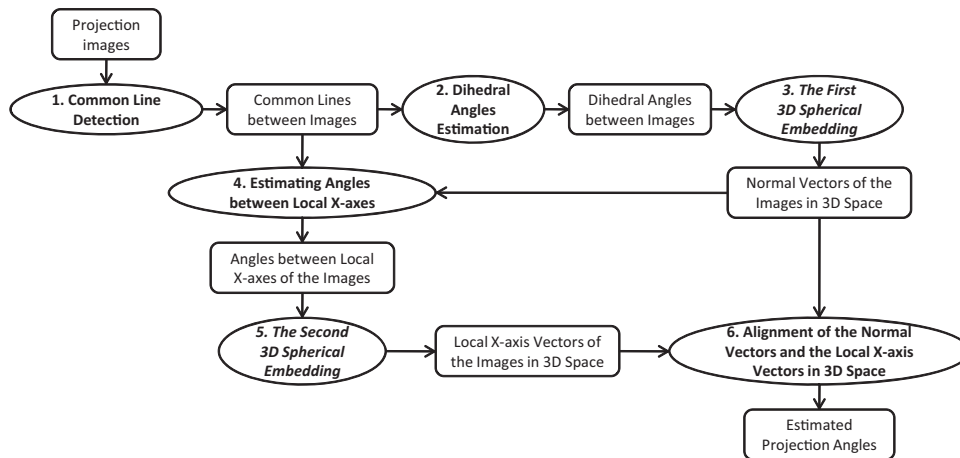 Projection
images
1. Common Line
Detection
Common Lines
between Images
2. Dihedral
Angles
Estimation
Dihedral Angles
between Images
3. The First
3D Spherical
Embedding
4. Estimating Angles
between Local X-axes
Normal Vectors of the
Images in 3D Space
Angles between Local
X-axes of the Images
5. The Second
3D Spherical
Embedding
Local X-axis Vectors of
the Images in 3D Space
6. Alignment of the Normal
Vectors and the Local X-axis
Vectors in 3D Space
Estimated
Projection Angles